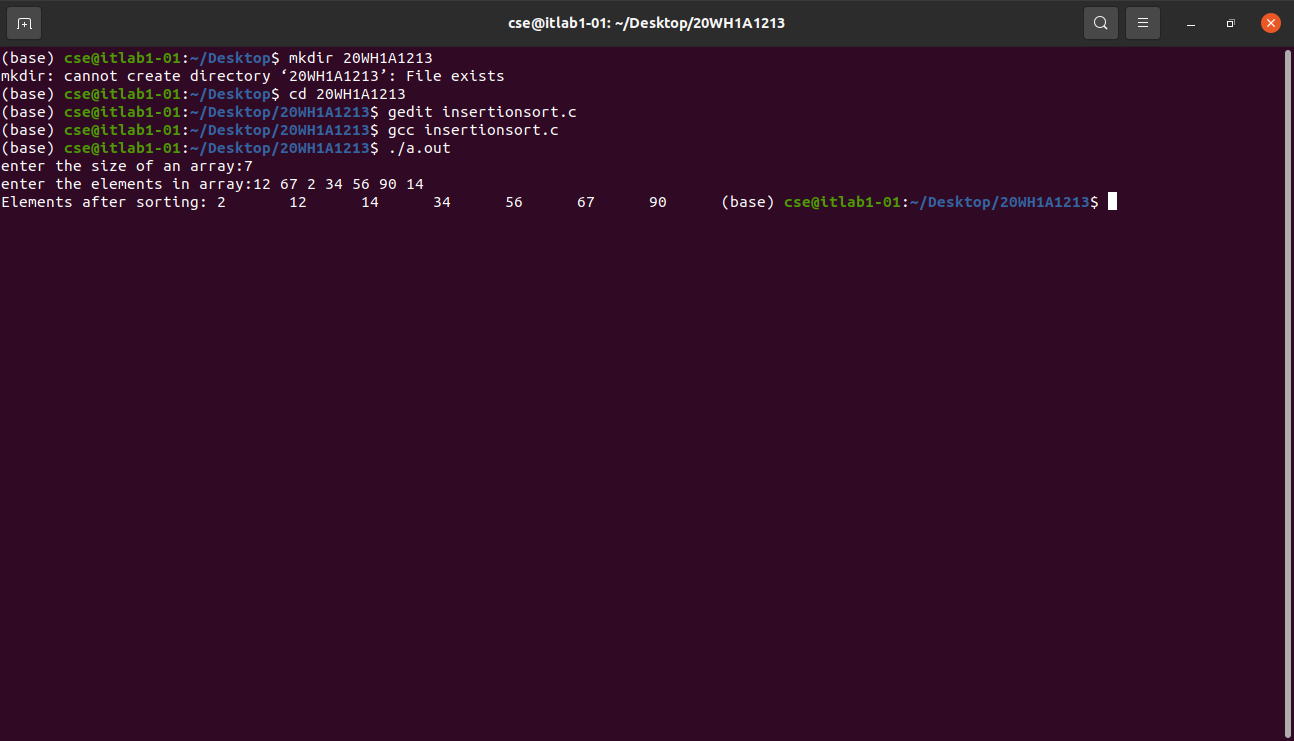 cse@itlab1-01: ~/Desktop/20WH1A1213
(base) cse@itlab1-01:~/Desktop$ mkdir 20WH1A1213
mkdir: cannot create directory ‘20WH1A1213’: File exists
(base) cse@itlab1-01:~/Desktop$ cd 20WH1A1213
(base) cse@itlab1-01:~/Desktop/20WH1A1213$ gedit insertionsort.c
(base) cse@itlab1-01:~/Desktop/20WH1A1213$ gcc insertionsort.c
(base) cse@itlab1-01:~/Desktop/20WH1A1213$ ./a.out
enter the size of an array:7
enter the elements in array:12 67 2 34 56 90 14
Elements after sorting: 2       12      14      34      56      67      90      (base) cse@itlab1-01:~/Desktop/20WH1A1213$